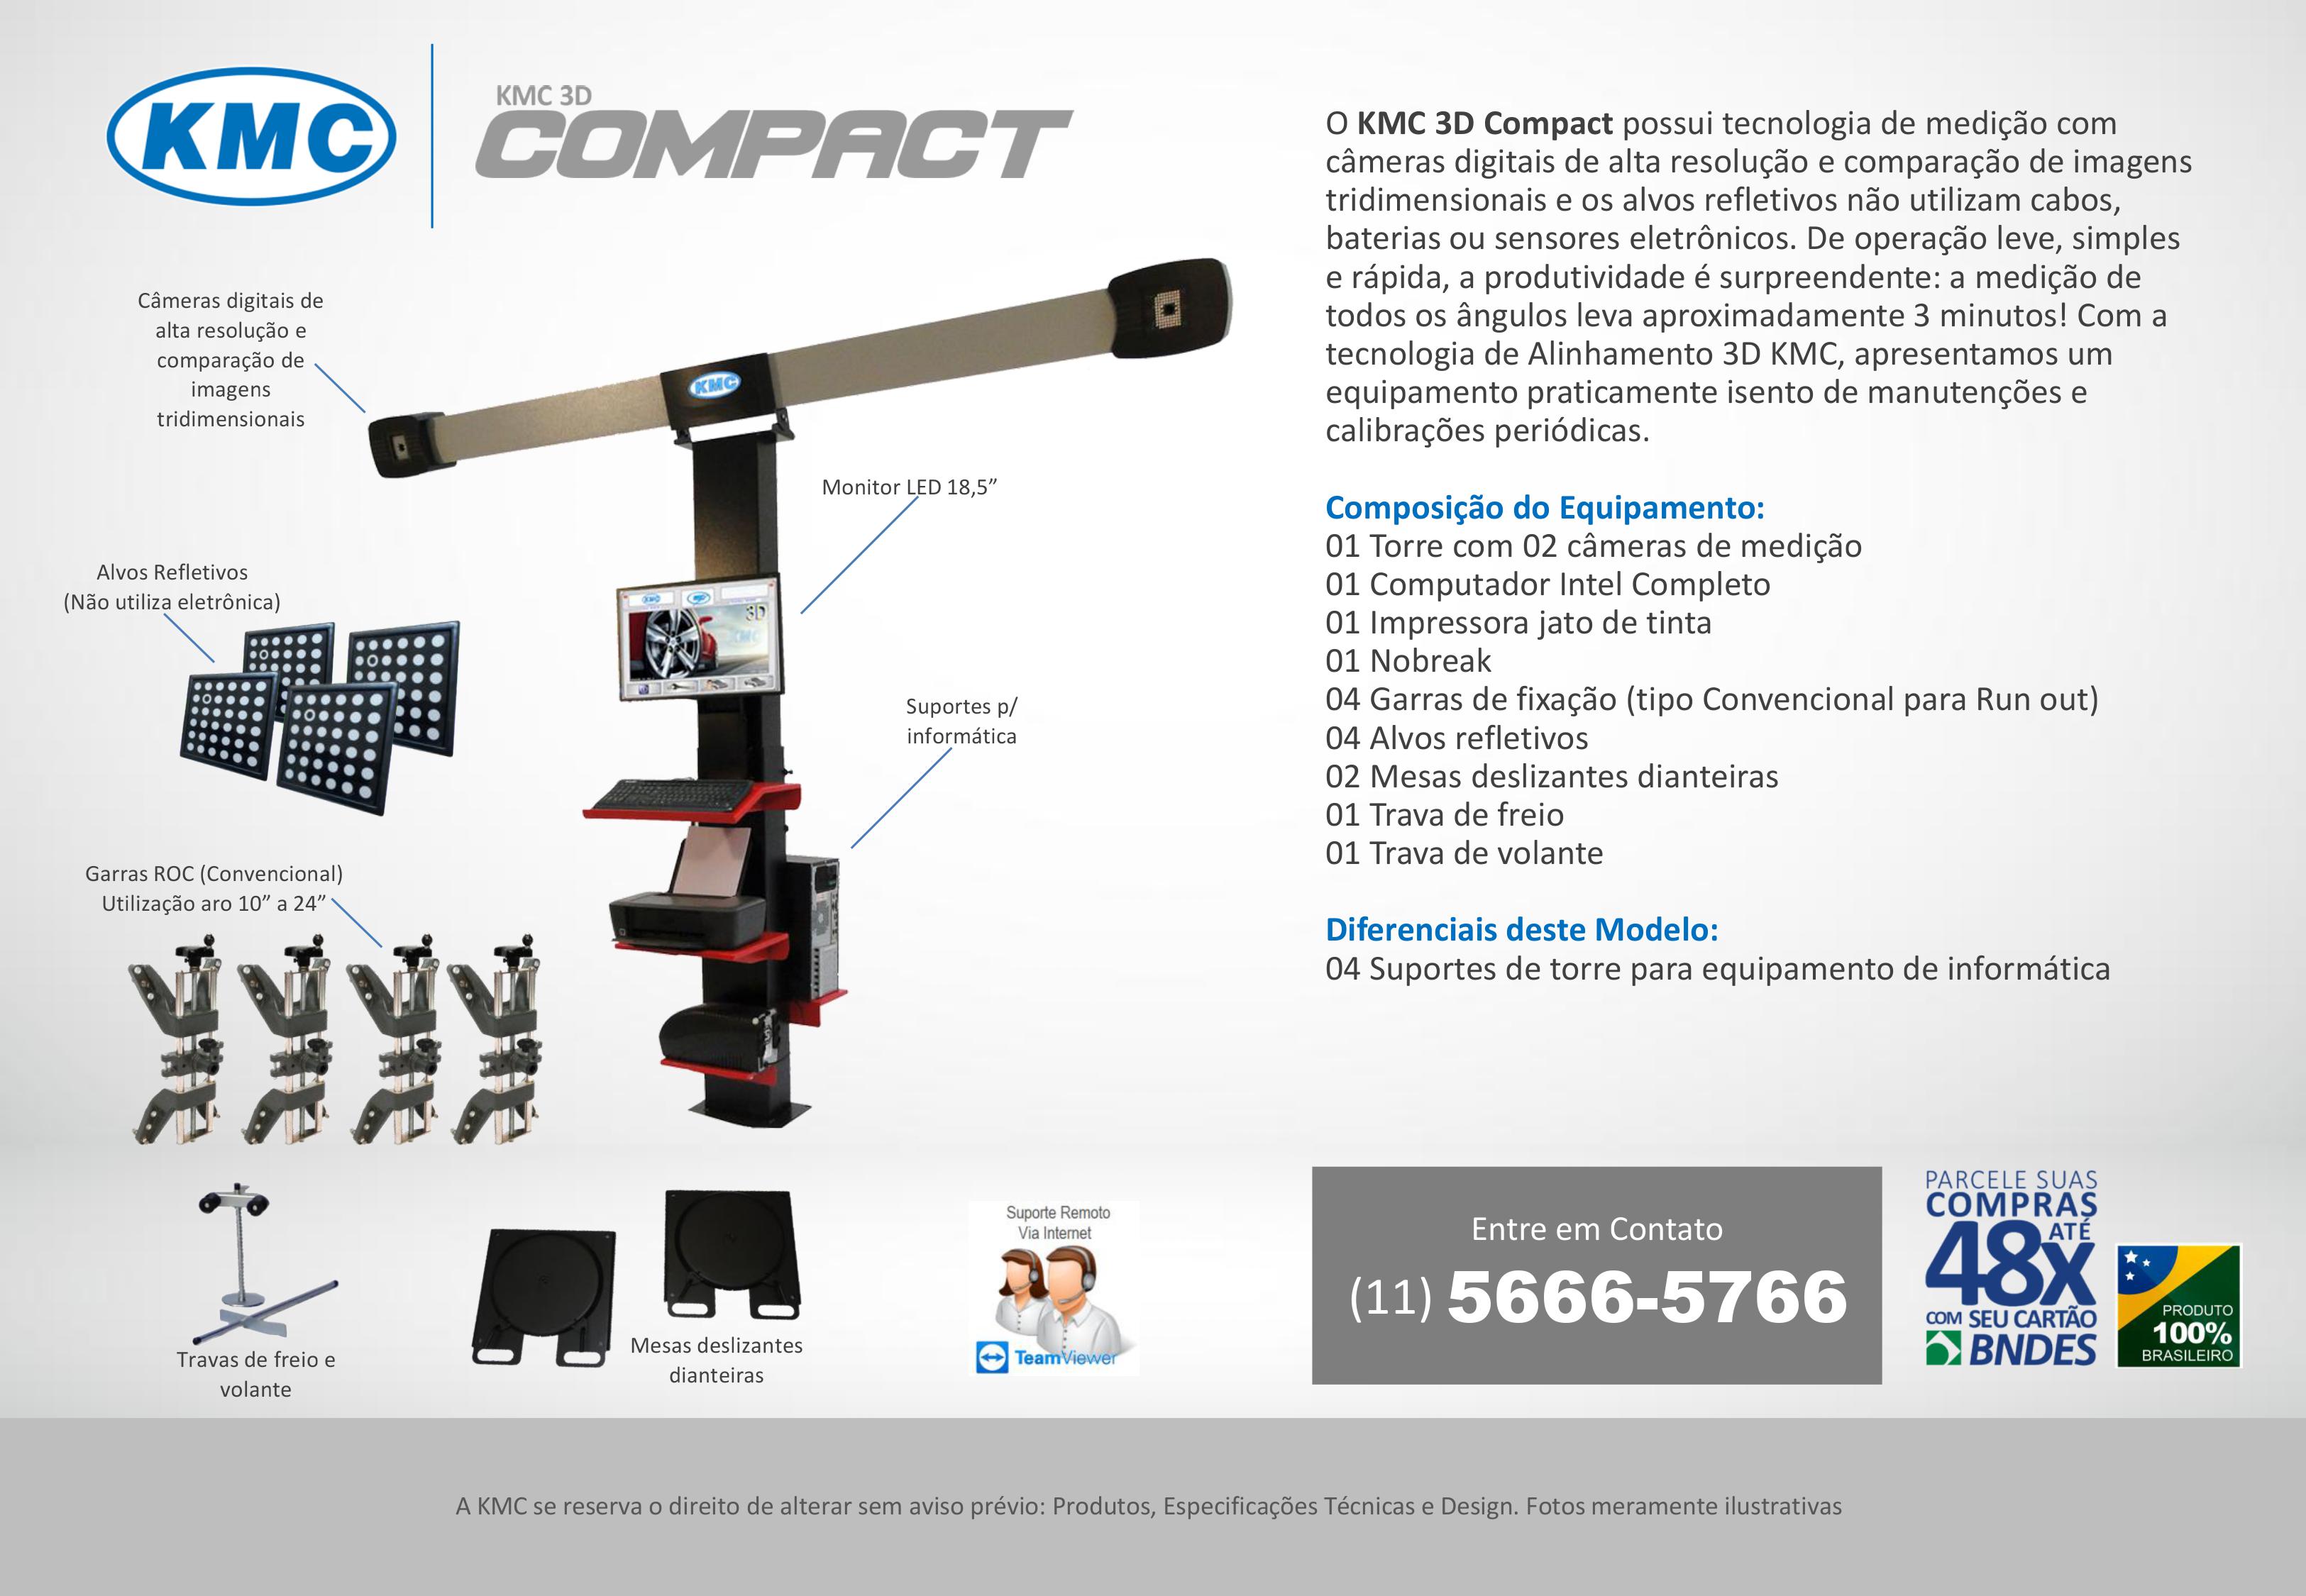 KMC
KMC 3D
COMPACT
Câmeras digitais de
alta resolução e
comparação de
imagens
tridimensionais
KMC
Monitor LED 18,5”
3D
Alvos Refletivos
(Não utiliza eletrônica)
Suportes p/
informática
Garras ROC (Convencional)
Utilização aro 10” a 24”
Travas de freio e
volante
Mesas deslizantes
dianteiras
Suporte Remoto
Via Internet
TeamViewer
O KMC 3D Compact possui tecnologia de medição com
câmeras digitais de alta resolução e comparação de imagens
tridimensionais e os alvos refletivos não utilizam cabos,
baterias ou sensores eletrônicos. De operação leve, simples
e rápida, a produtividade é surpreendente: a medição de
todos os ângulos leva aproximadamente 3 minutos! Com a
tecnologia de Alinhamento 3D KMC, apresentamos um
equipamento praticamente isento de manutenções e
calibrações periódicas.
Composição do Equipamento:
01 Torre com 02 câmeras de medição
01 Computador Intel Completo
01 Impressora jato de tinta
01 Nobreak
04 Garras de fixação (tipo Convencional para Run out)
04 Alvos refletivos
02 Mesas deslizantes dianteiras
01 Trava de freio
01 Trava de volante
Diferenciais deste Modelo:
04 Suportes de torre para equipamento de informática
Entre em Contato
(11) 5666-5766
PARCELE SUAS
COMPRAS
ATÉ
48X
COM SEU CARTÃO
BNDES
PRODUTO
100%
BRASILEIRO
A KMC se reserva o direito de alterar sem aviso prévio: Produtos, Especificações Técnicas e Design. Fotos meramente ilustrativas